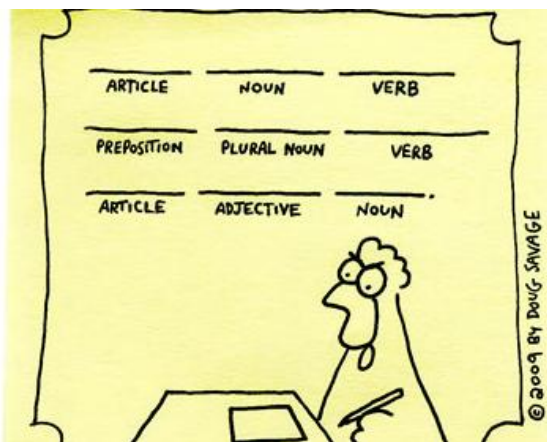 ARTICLE NOUN VERB
PREPOSITION PLURAL NOUN VERB
ARTICLE ADJECTIVE NOUN.
© 2009 BY DOUG SAVAGE